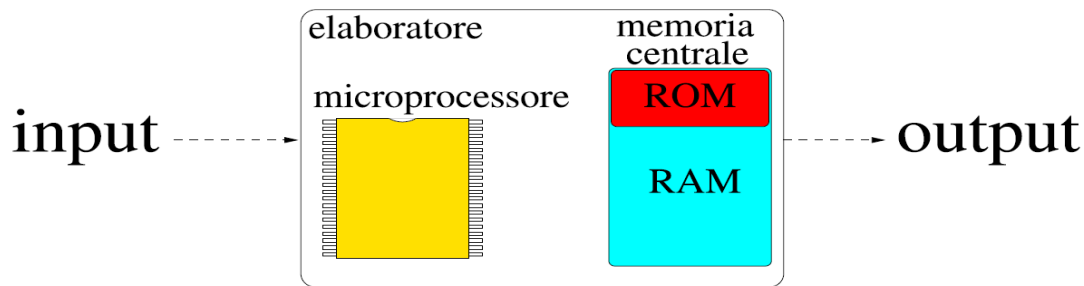 elaboratore
memoria
centrale
microprocessore
ROM
input
output
RAM